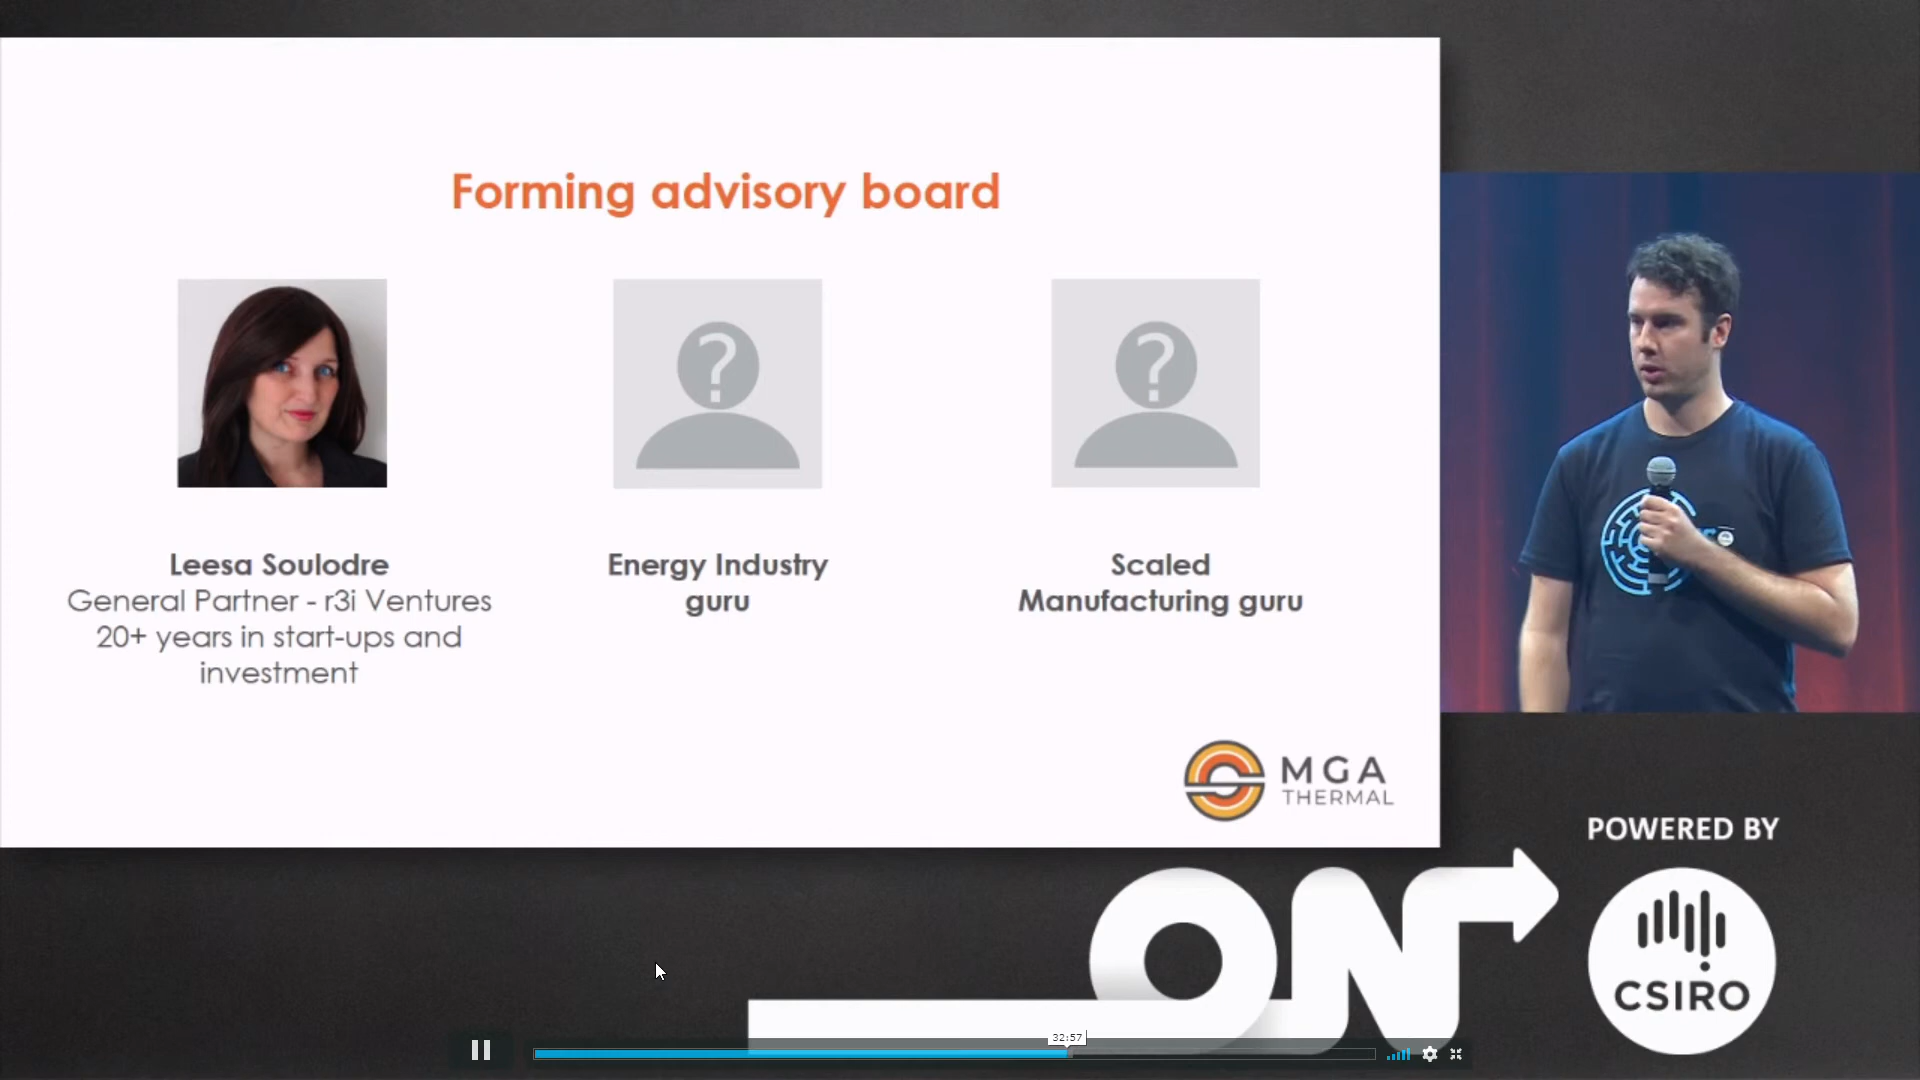 Forming advisory board
?
?
Leesa Soulodre
General Partner - r3i Ventures
20+ years in start-ups and
investment
Energy Industry
guru
Scaled
Manufacturing guru
MGA
THERMAL
POWERED BY
ON
CSIRO
32:57